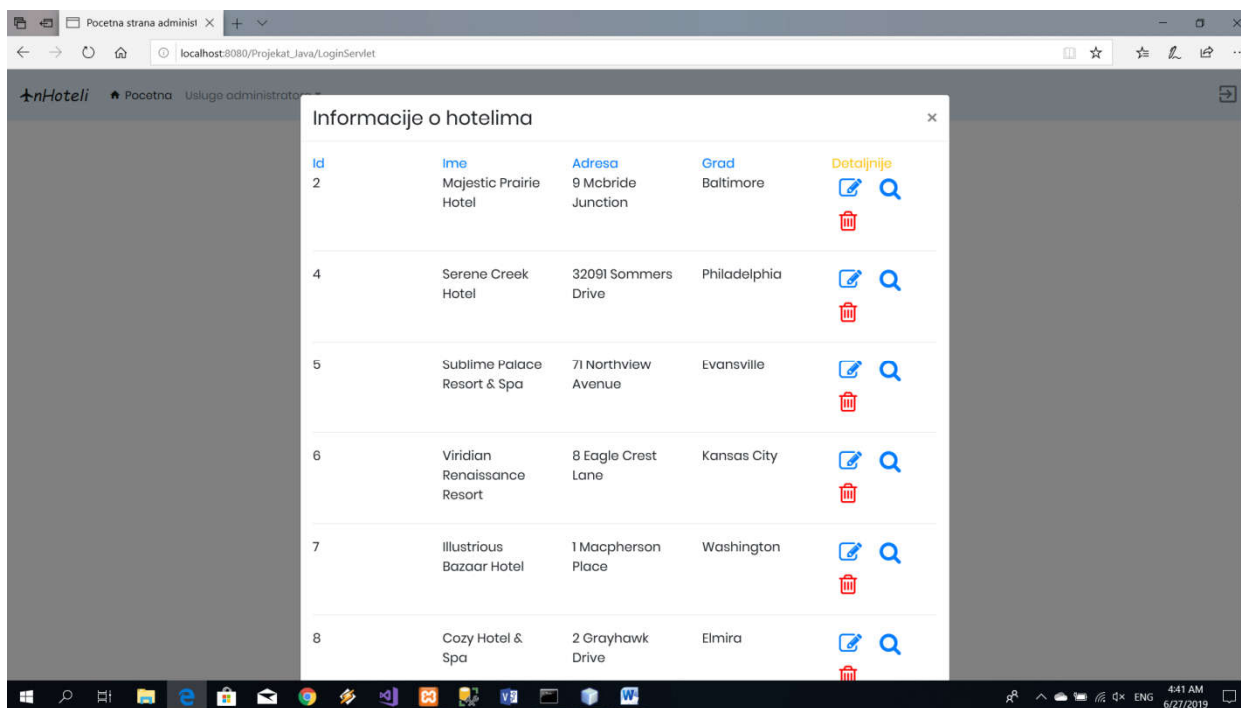 Pocetna strana administ
localhost:8080/Projekat_Java/LoginServlet
nHoteli Pocetna Usluge administrator
Informacije o hotelima
Id Ime Adresa Grad Detaljnije
2 Majestic Prairie 9 Mcbride Baltimore
Hotel Junction
4 Serene Creek 32091 Sommers Philadelphia
Hotel Drive
5 Sublime Palace 71 Northview Evansville
Resort & Spa Avenue
6 Viridian 8 Eagle Crest Kansas City
Renaissance Lane
Resort
7 Illustrious 1 Macpherson Washington
Bazaar Hotel Place
8 Cozy Hotel & 2 Grayhawk Elmira
Spa Drive
ENG 4:41 AM
6/27/2019